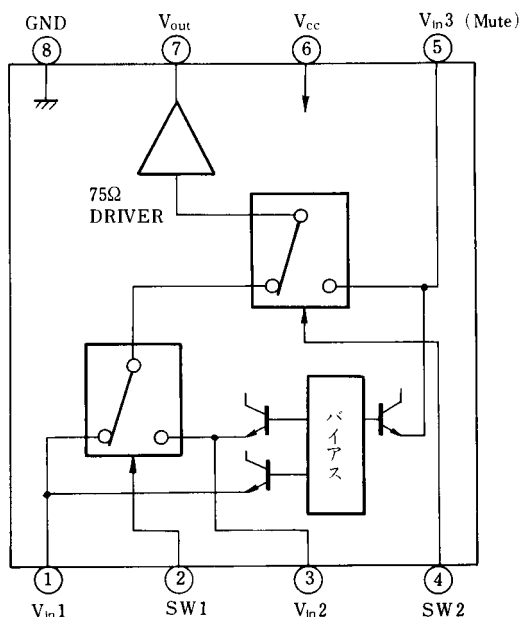 GND
Vout
Vcc
Vin3 (Mute)
8
7
6
5
75Ω
DRIVER
バイアス
1
2
3
4
Vin1
SW1
Vin2
SW2